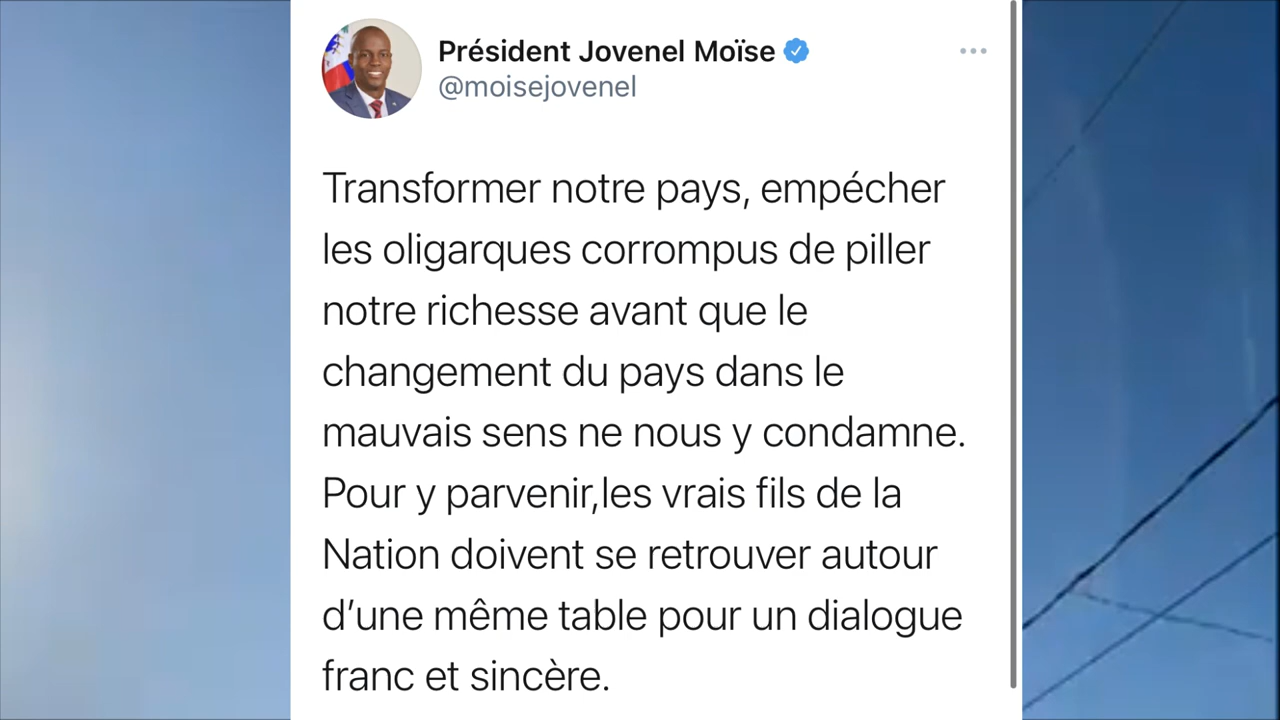 Président Jovenel Moïse
@moisejovenel
Transformer notre pays, empécher
les oligarques corrompus de piller
notre richesse avant que le
changement du pays dans le
mauvais sens ne nous y condamne.
Pour y parvenir,les vrais fils de la
Nation doivent se retrouver autour
d’une même table pour un dialogue
franc et sincère.